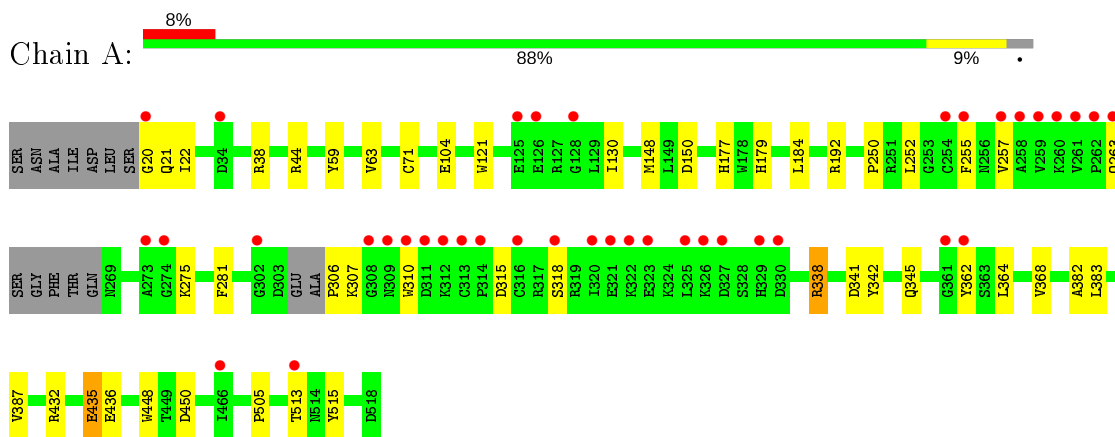 8%
Chain A:
88% 9% •
SER ASN ALA ILE ASP LEU SER G20 Q21 I22 D34 R38 R44 Y59 V63 C71 E104 W121 E125 E126 R127 G128 L129 I130 M148 L149 D150 H177 W178 H179 L184 R192 P250 R251 L252 G253 C254 F255 N256 V257 A258 V259 K260 V261 P262 Q263
SER GLY PHE THR GLN N269 A273 G274 K275 F281 G302 D303 GLU ALA P306 K307 G308 N309 W310 D311 K312 C313 P314 D315 C316 R317 S318 R319 I320 E321 K322 E323 K324 L325 K326 D327 S328 H329 D330 R338 D341 Y342 Q345 G361 Y362 S363 L364 V368 A382 L383
V387 R432 E435 E436 W448 T449 D450 I466 P505 T513 N514 Y515 D518